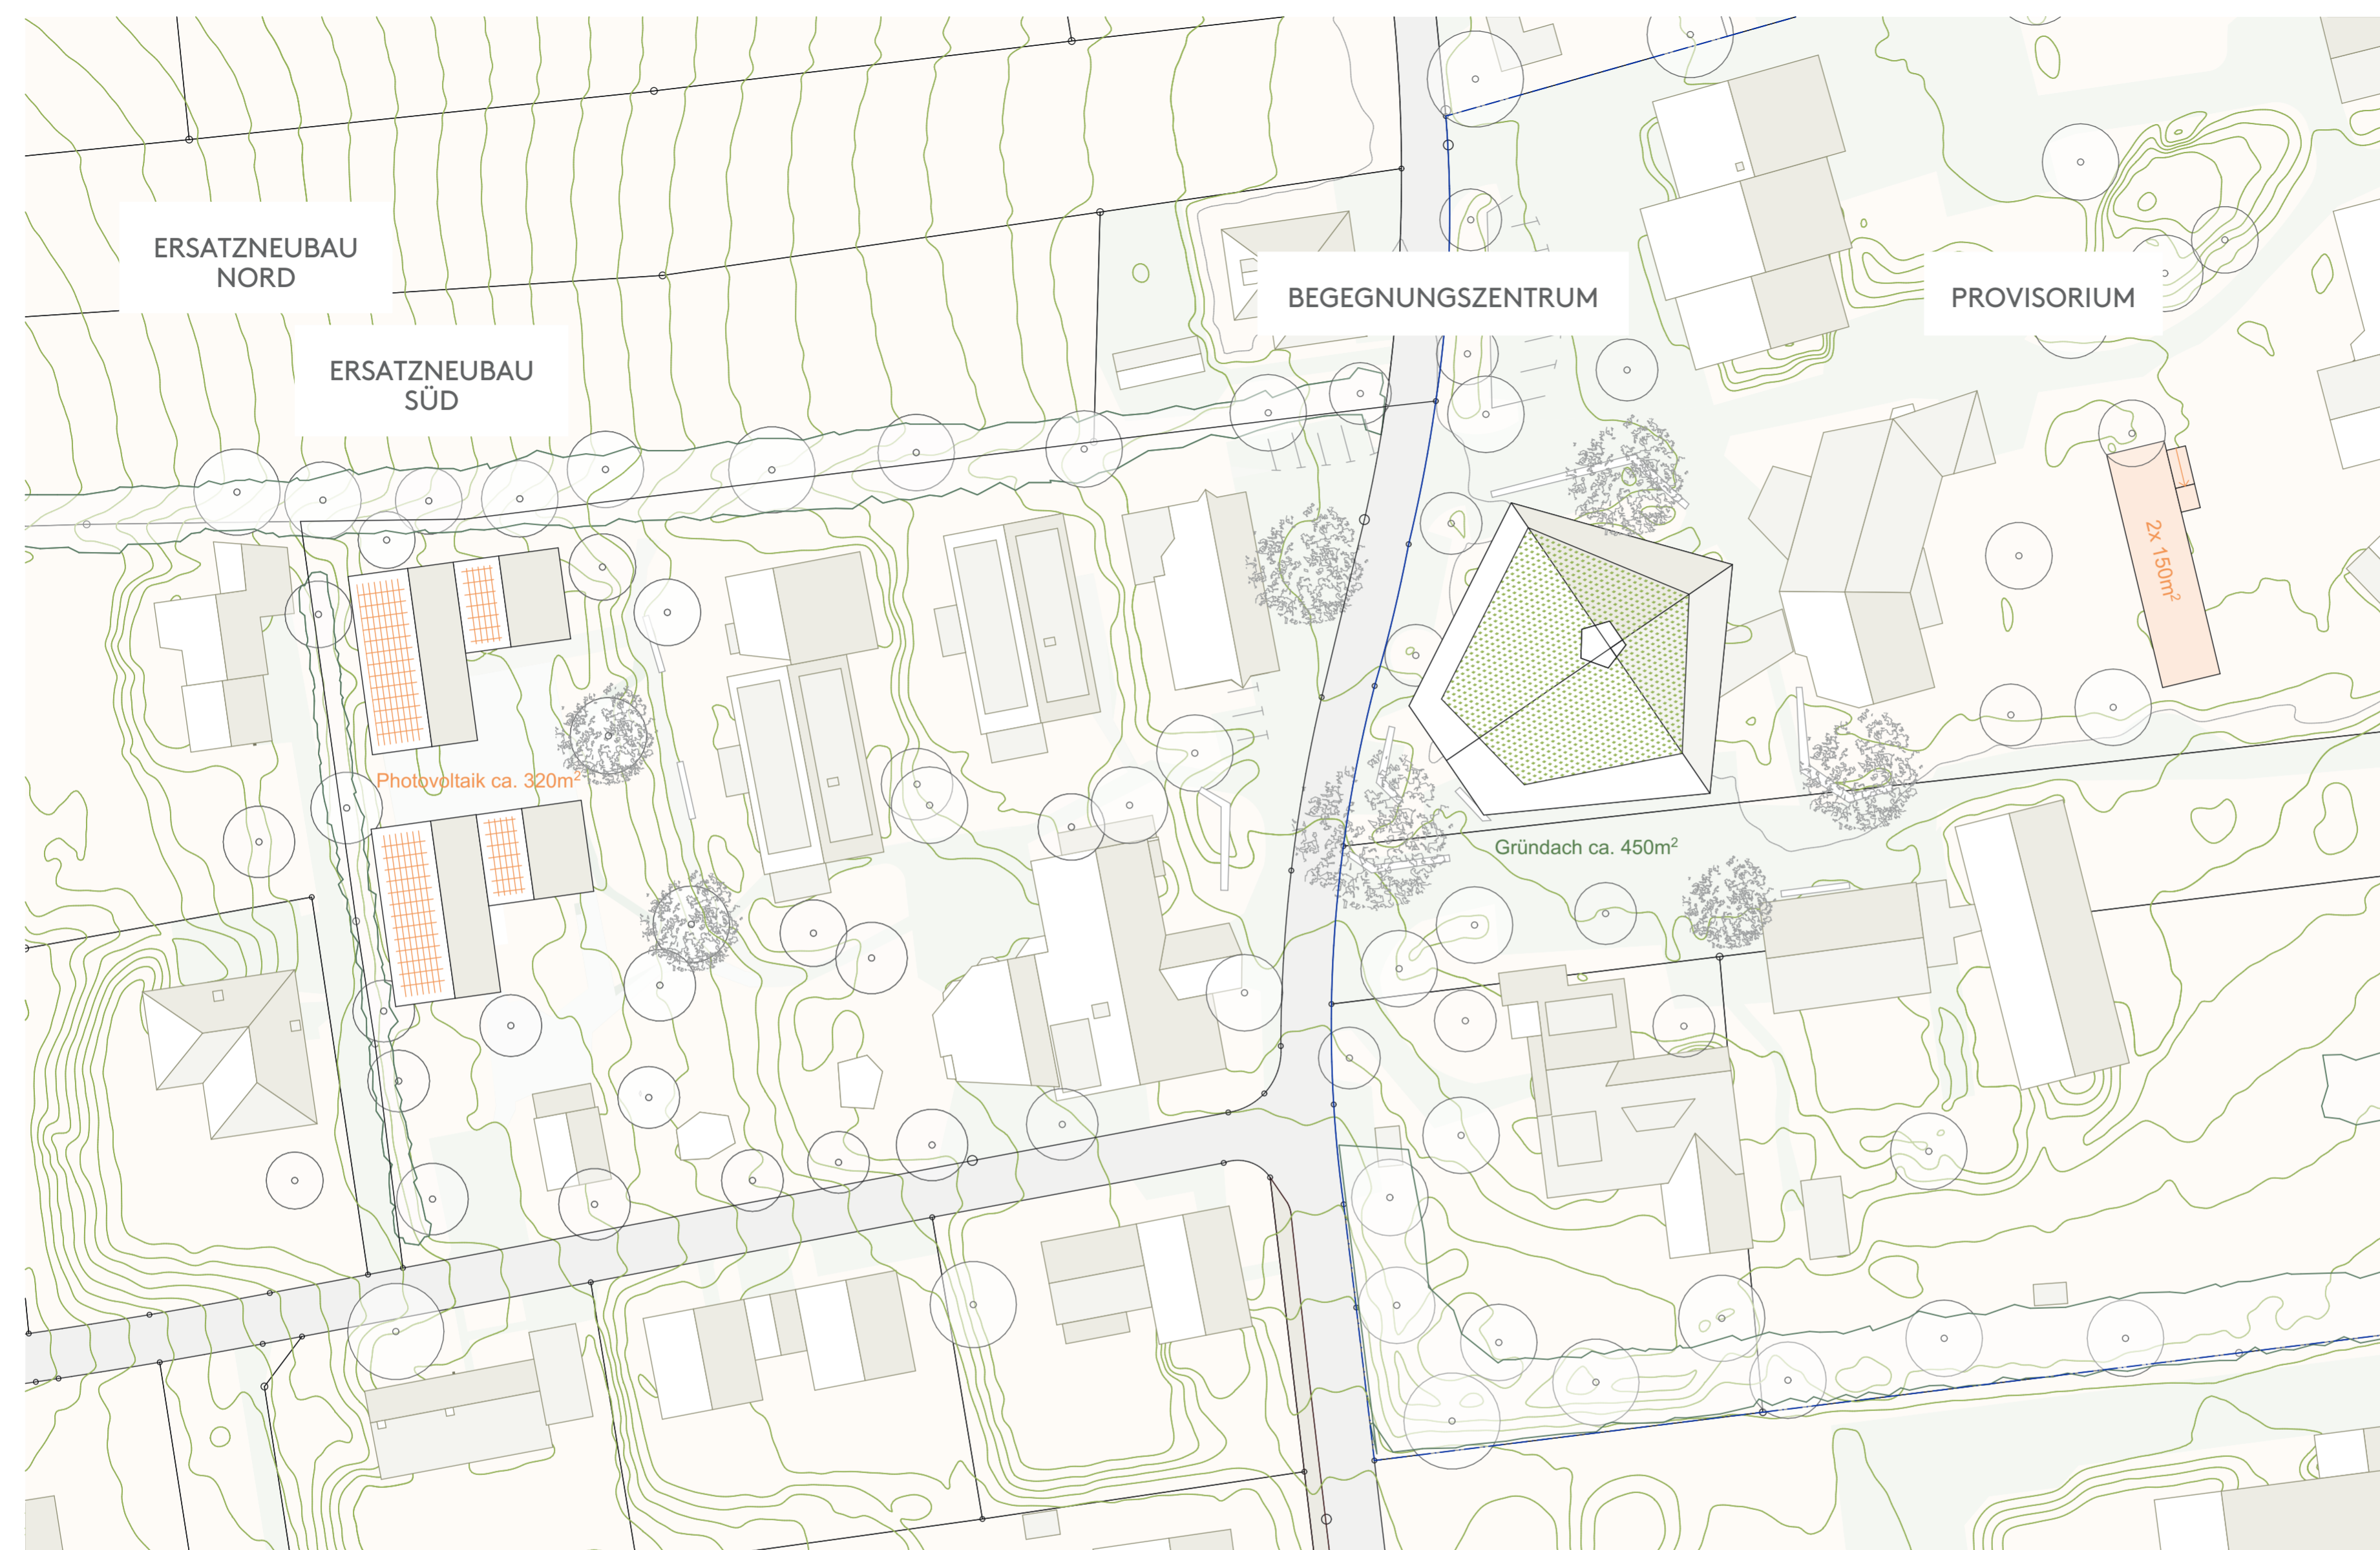 ERSATZNEUBAU
NORD
ERSATZNEUBAU
SÜD
BEGEGNUNGSZENTRUM
PROVISORIUM
2x 150m²
Photovoltaik ca. 320m²
Gründach ca. 450m²